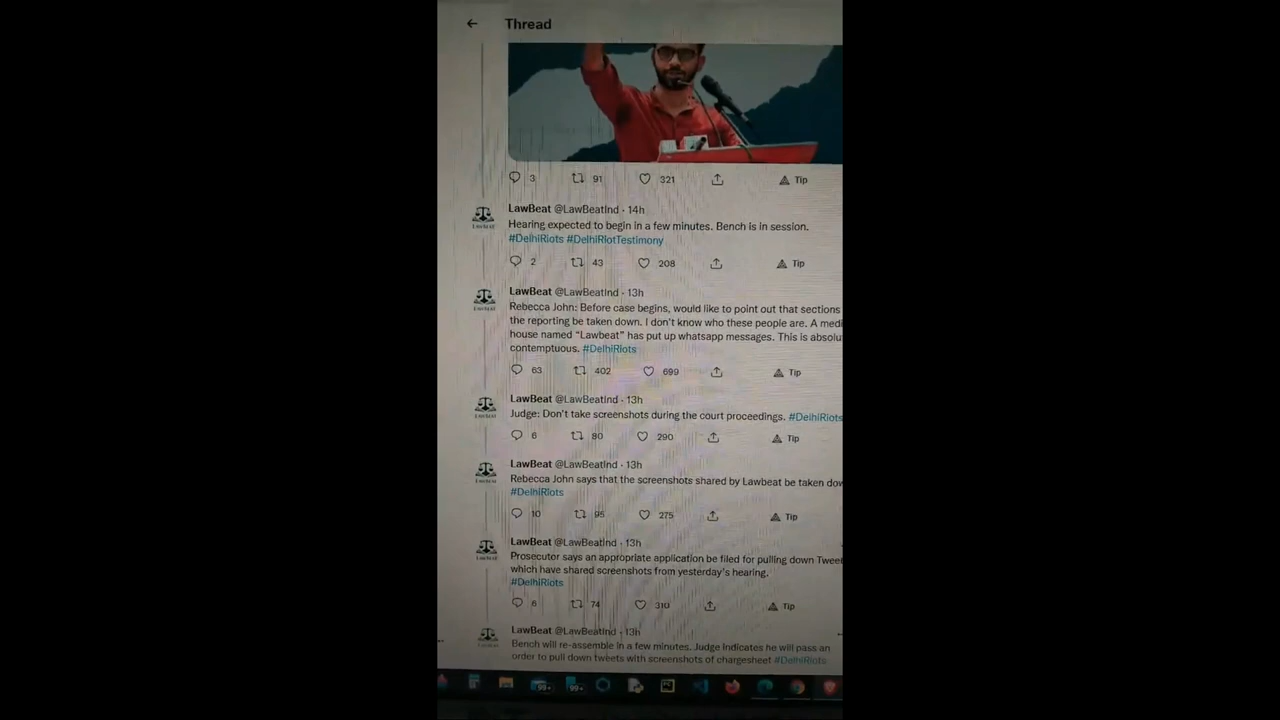 Thread
3 91 321 Tip
LawBeat @LawBeatInd · 14h
Hearing expected to begin in a few minutes. Bench is in session.
#DelhiRiots #DelhiRiotTestimony
2 43 208 Tip
LawBeat @LawBeatInd · 13h
Rebecca John: Before case begins, would like to point out that sections
the reporting be taken down. I don't know who these people are. A medi
house named “Lawbeat” has put up whatsapp messages. This is absolu
contemptuous. #DelhiRiots
63 402 699 Tip
LawBeat @LawBeatInd · 13h
Judge: Don't take screenshots during the court proceedings. #DelhiRiots
6 80 290 Tip
LawBeat @LawBeatInd · 13h
Rebecca John says that the screenshots shared by Lawbeat be taken dow
#DelhiRiots
10 95 275 Tip
LawBeat @LawBeatInd · 13h
Prosecutor says an appropriate application be filed for pulling down Tweet
which have shared screenshots from yesterday's hearing.
#DelhiRiots
6 74 310 Tip
LawBeat @LawBeatInd · 13h
Bench will re-assemble in a few minutes. Judge indicates he will pass an
order to pull down tweets with screenshots of chargesheet #DelhiRiots
99+ 99+